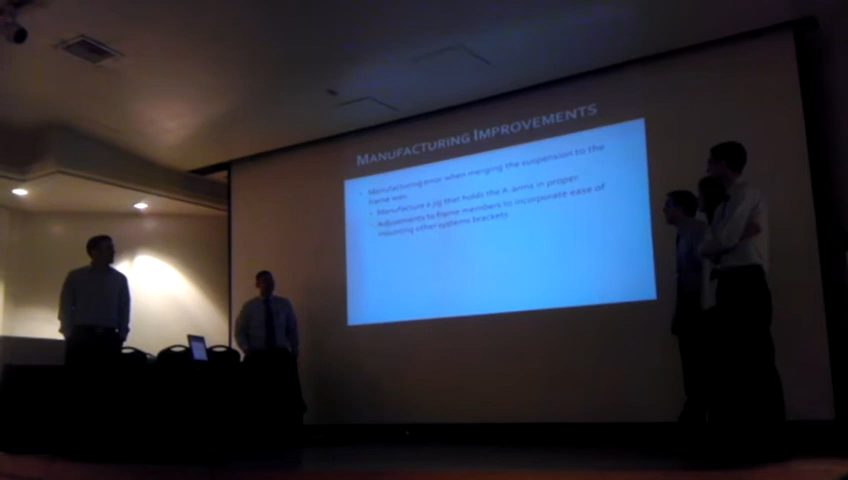 MANUFACTURING IMPROVEMENTS
Manufacturing error when merging the suspension to the
frame was:
Manufacture a jig that holds the A-arms in proper
Adjustments to frame members to incorporate ease of
mounting other systems brackets